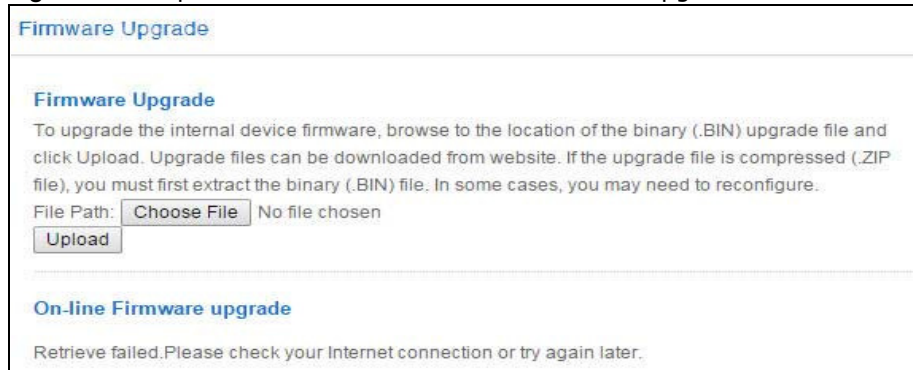 Firmware Upgrade
Firmware Upgrade
To upgrade the internal device firmware, browse to the location of the binary (.BIN) upgrade file and
click Upload. Upgrade files can be downloaded from website. If the upgrade file is compressed (.ZIP
file), you must first extract the binary (.BIN) file. In some cases, you may need to reconfigure.
File Path: Choose File No file chosen
Upload
On-line Firmware upgrade
Retrieve failed.Please check your Internet connection or try again later.